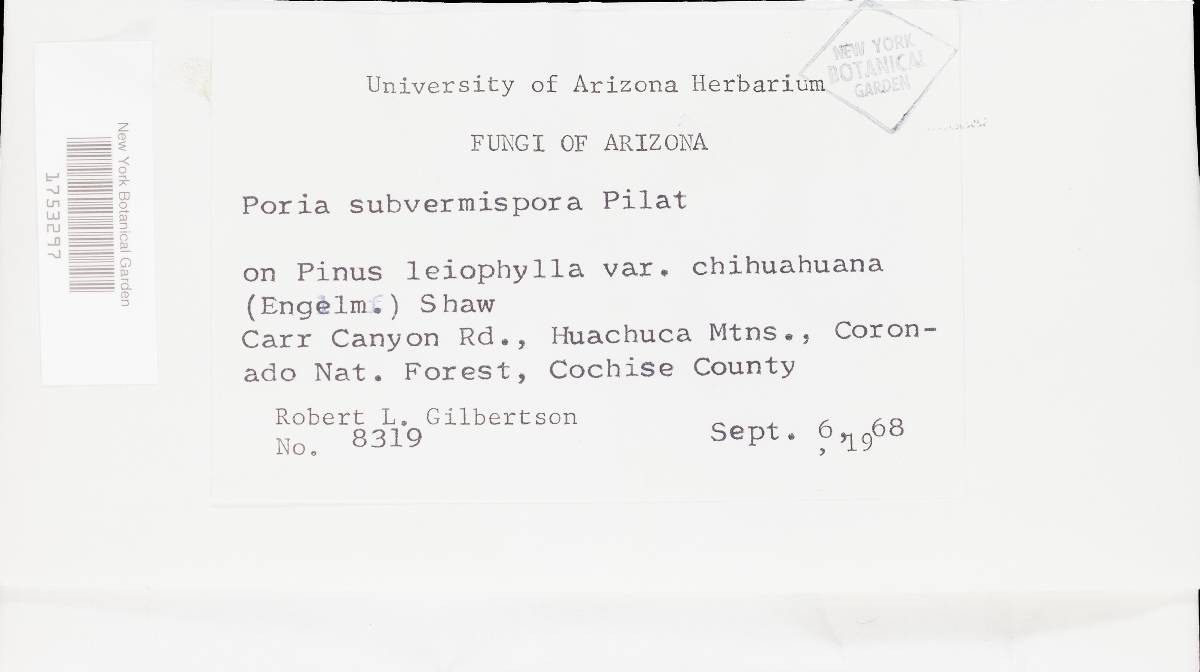 NEW YORK
BOTANICAL
GARDEN
University of Arizona Herbarium
FUNGI OF ARIZONA
Poria subvermispora Pilat
on Pinus leiophylla var. chihuahuana
(Engelm.) Shaw
Carr Canyon Rd., Huachuca Mtns., Coron-
ado Nat. Forest, Cochise County
Robert L. Gilbertson
No. 8319
Sept. 6, 1968
New York Botanical Garden
1753297